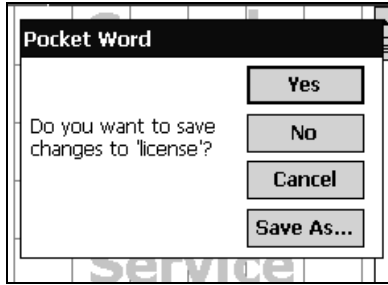 Pocket Word
Yes
Do you want to save
changes to 'license'?
No
Cancel
Save As...
Service